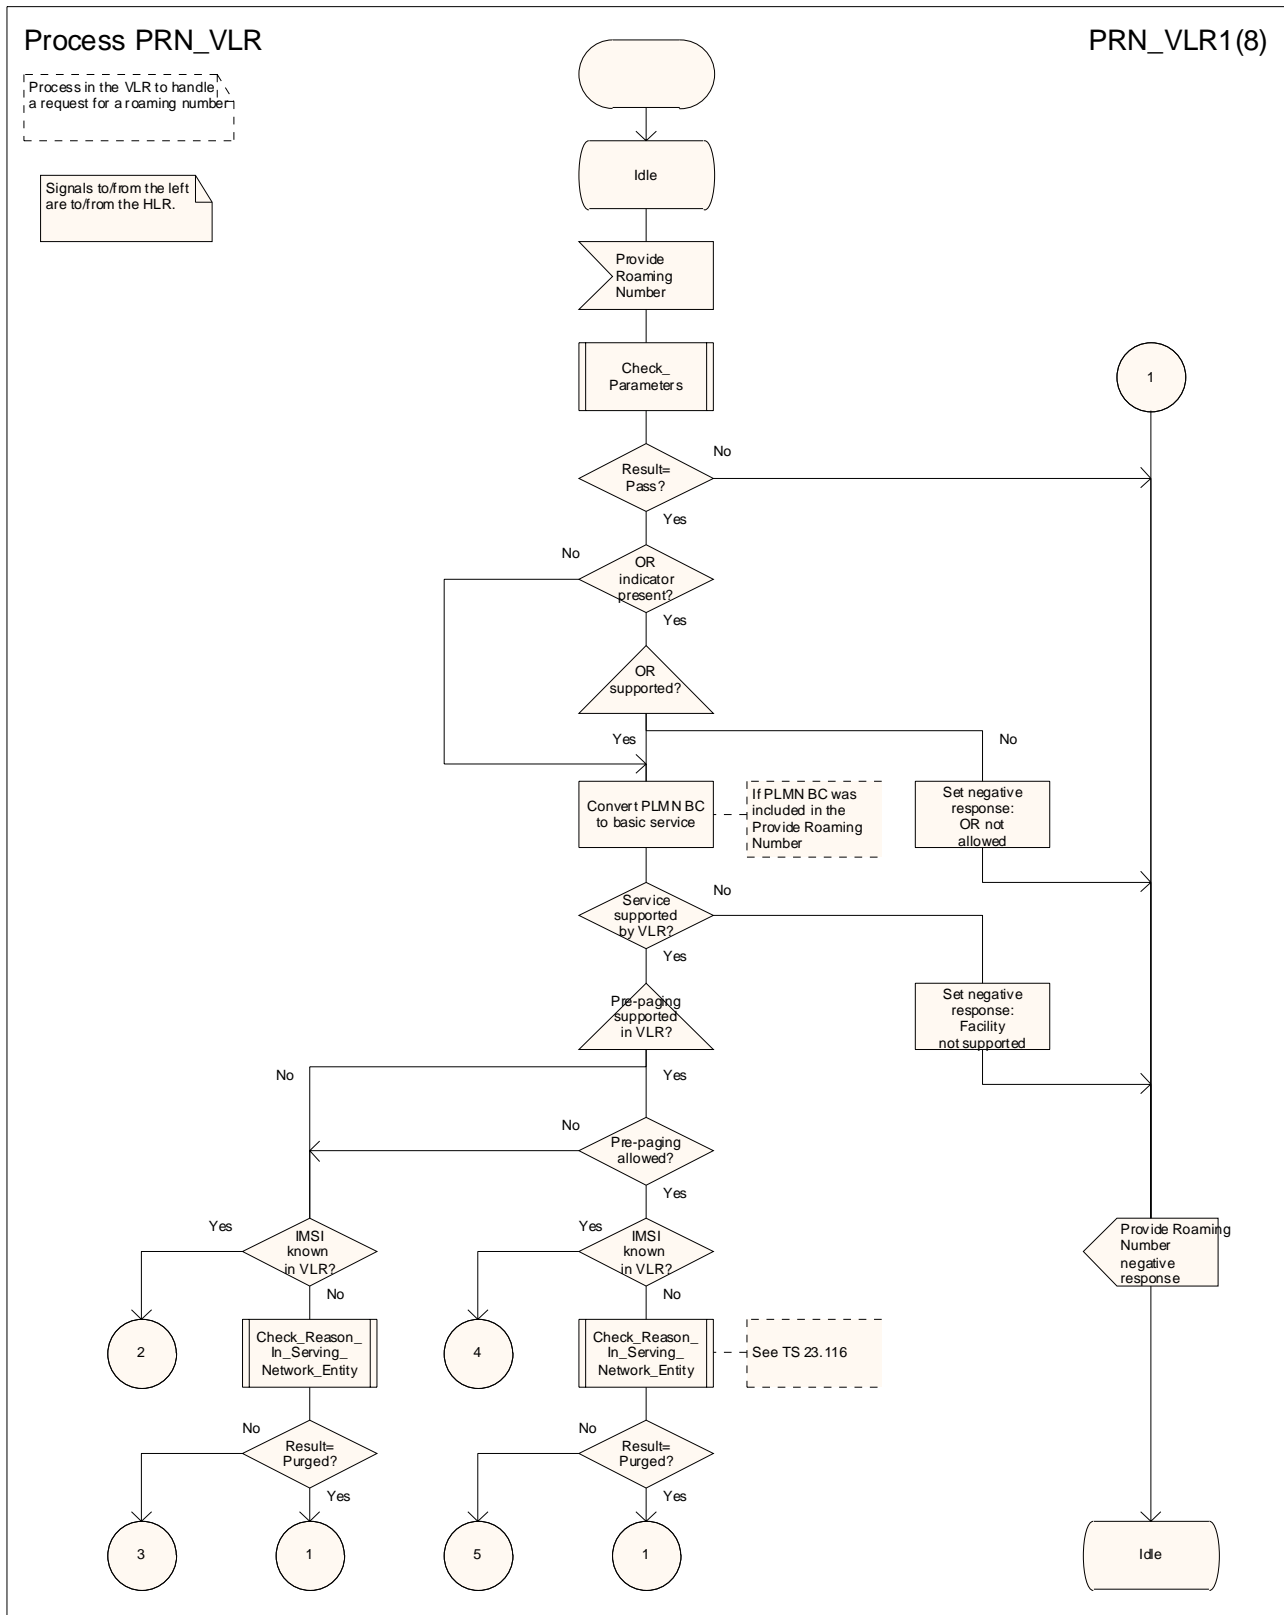 Process PRN_VLR
PRN_VLR1(8)
Process in the VLR to handle
a request for a roaming number
Signals to/from the left
are to/from the HLR.
Idle
Provide
Roaming
Number
Check_
Parameters
1
Result=
Pass?
No
Yes
No
OR
indicator
present?
Yes
OR
supported?
Yes
No
Convert PLMN BC
to basic service
If PLMN BC was
included in the
Provide Roaming
Number
Set negative
response:
OR not
allowed
Service
supported
by VLR?
No
Yes
Pre-paging
supported
in VLR?
Set negative
response:
Facility
not supported
No
Yes
No
Pre-paging
allowed?
Yes
Yes
IMSI
known
in VLR?
No
Yes
IMSI
known
in VLR?
No
Provide Roaming
Number
negative
response
2
Check_Reason_
In_Serving_
Network_Entity
4
Check_Reason_
In_Serving_
Network_Entity
See TS 23.116
No
Result=
Purged?
Yes
No
Result=
Purged?
Yes
3
1
5
1
Idle